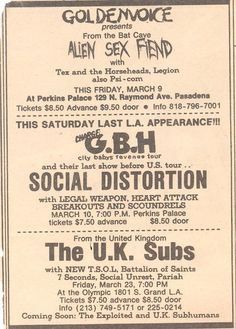 GOLDENVOICE
presents
From the Bat Cave
ALIEN SEX FIEND
with
Tex and the Horseheads, Legion
also Psi-com
THIS FRIDAY, MARCH 9
At Perkins Palace 129 N. Raymond Ave. Pasadena
Tickets $8.50 Advance $9.50 door • Info 818-796-7001
THIS SATURDAY LAST L.A. APPEARANCE!!!
CHARGE
G.B.H
city babys revenge tour
and their last show before U.S. tour . .
SOCIAL DISTORTION
with LEGAL WEAPON, HEART ATTACK
BREAKOUTS AND SCOUNDRELS
MARCH 10, 7:00 P.M. Perkins Palace
tickets $7.50 advance $8.50 door
From the United Kingdom
The U.K. Subs
with NEW T.S.O.L, Battalion of Saints
7 Seconds, Social Unrest, Pariah
Friday, March 23, 7:00 PM
At the Olympic 1801 S. Grand L.A.
Tickets $7.50 advance $8.50 door
Info (213) 749-5171 or 226-0214
Coming Soon: The Exploited and U.K. Subhumans